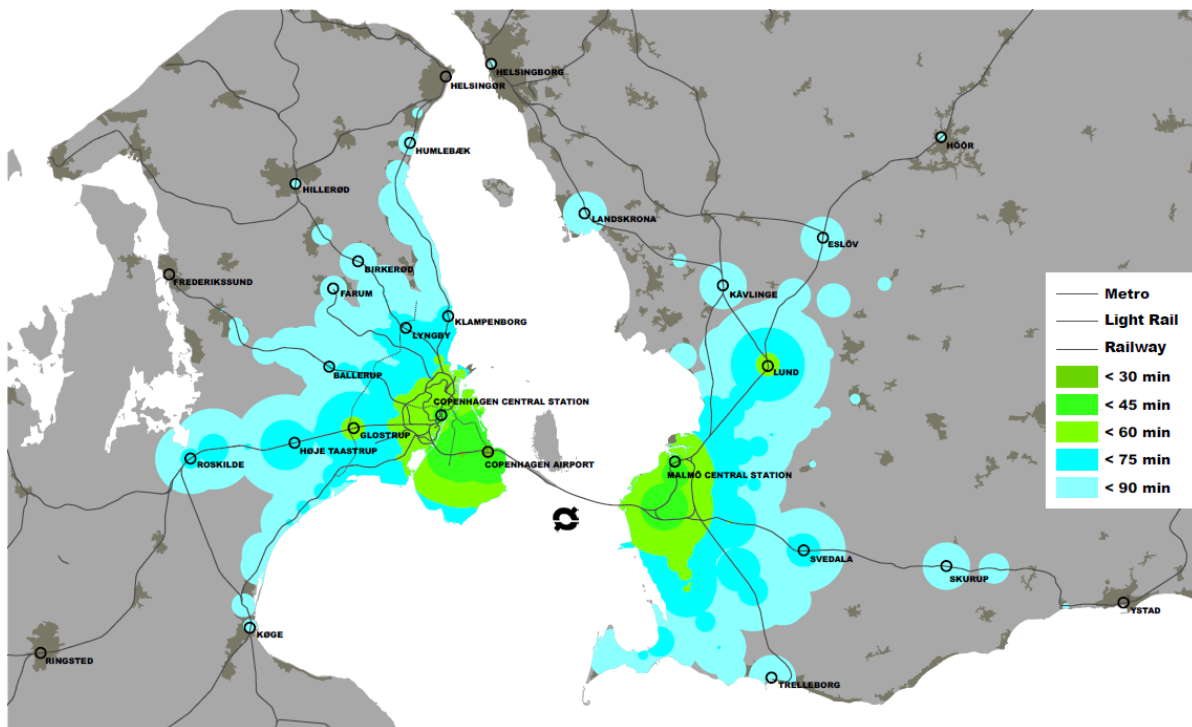 HELSINGBORG
HELSINGØR
HÖÖR
HUMLEBÆK
HILLERØD
LANDSKRONA
ESLÖV
BIRKERØD
FREDERIKSSUND
FARUM
KÄVLINGE
KLAMPENBORG
LYNGBY
BALLERUP
LUND
COPENHAGEN CENTRAL STATION
GLOSTRUP
HØJE TAASTRUP
ROSKILDE
COPENHAGEN AIRPORT
MALMÖ CENTRAL STATION
SVEDALA
SKURUP
YSTAD
KØGE
RINGSTED
TRELLEBORG
Metro
Light Rail
Railway
< 30 min
< 45 min
< 60 min
< 75 min
< 90 min